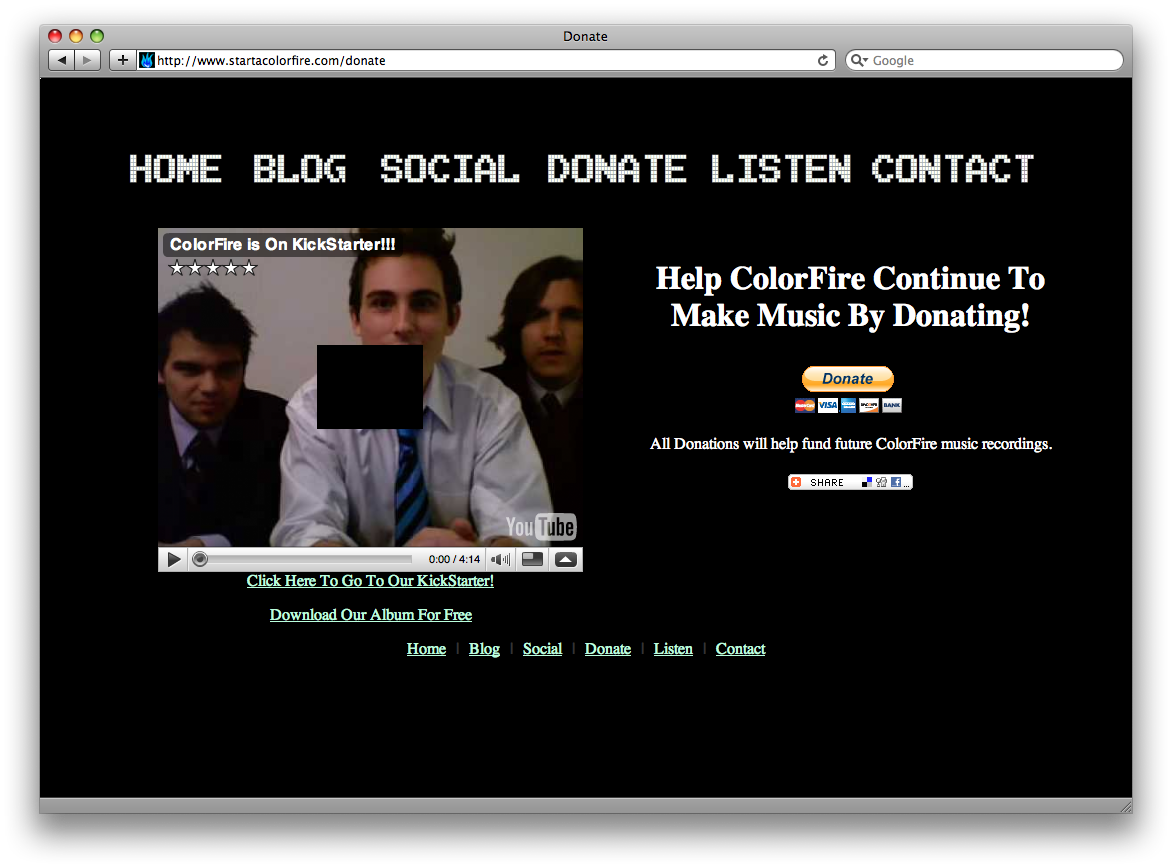 Donate
http://www.startacolorfire.com/donate
Google
HOME BLOG SOCIAL DONATE LISTEN CONTACT
ColorFire is On KickStarter!!!
YouTube
0:00 / 4:14
Click Here To Go To Our KickStarter!
Download Our Album For Free
Help ColorFire Continue To
Make Music By Donating!
Donate
VISA
BANK
All Donations will help fund future ColorFire music recordings.
SHARE
Home | Blog | Social | Donate | Listen | Contact